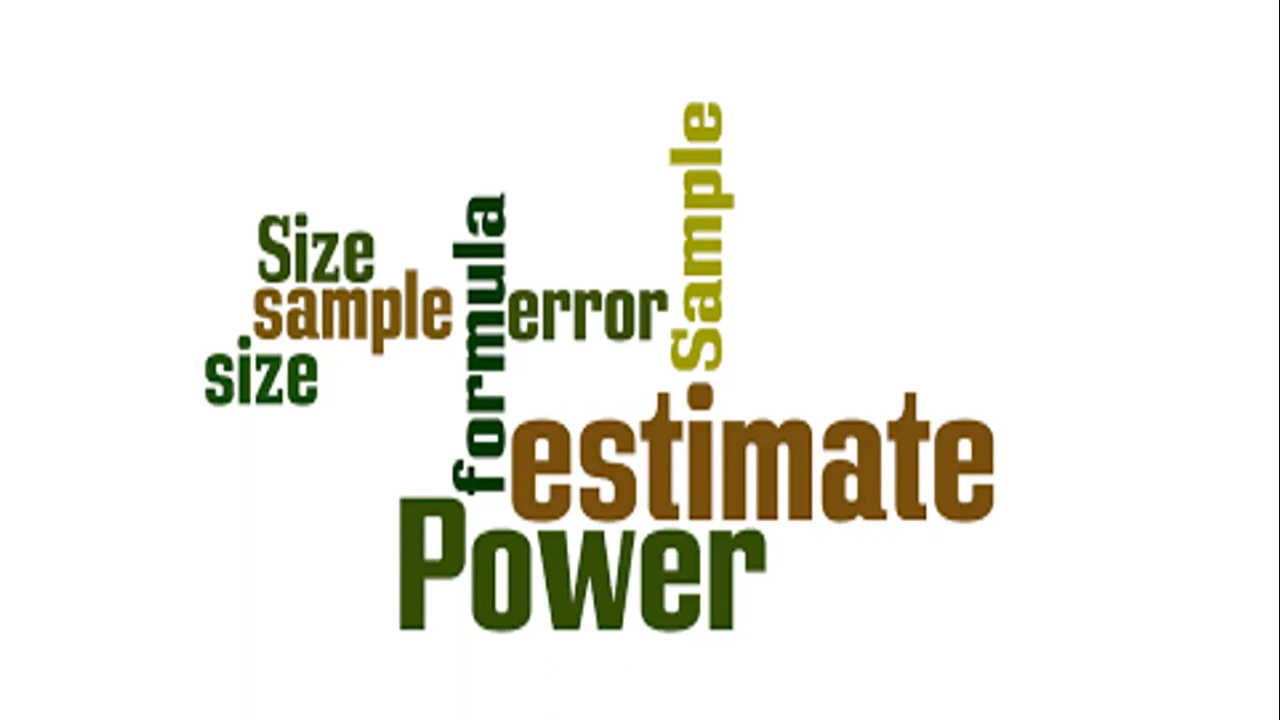 Sample
formula
Size
sample
error
size
estimate
Power